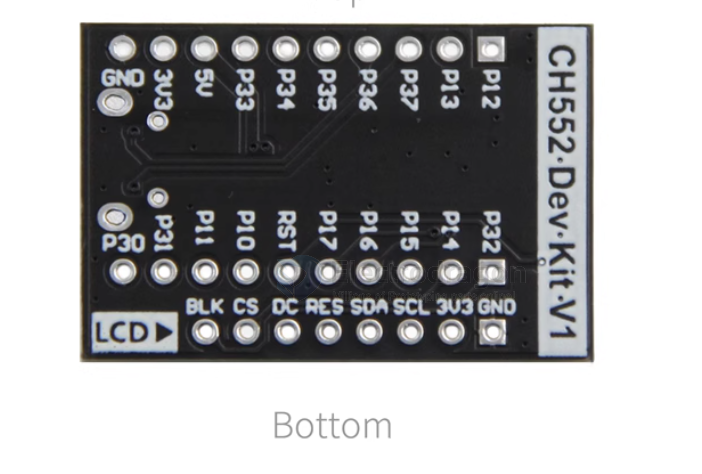 GND 3V3 5V P33 P34 P35 P36 P37 P13 P12
CH552·Dev·Kit·V1
P30 P31 P11 P10 RST P17 P16 P15 P14 P32
BLK CS DC RES SDA SCL 3V3 GND
LCD
Bottom